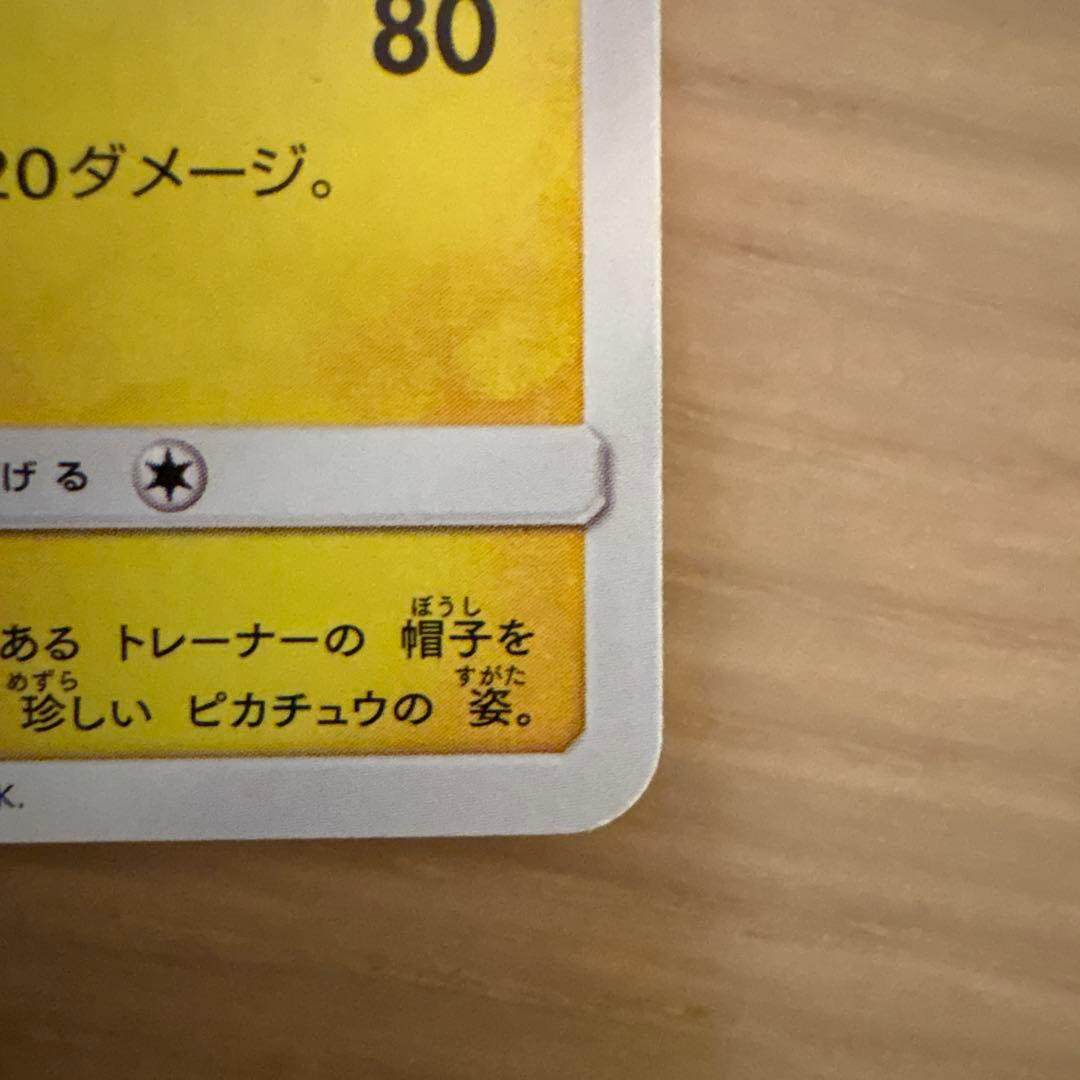 80
20ダメージ。
げる
ある トレーナーの 帽子を
ぼうし
珍しい ピカチュウの 姿。
めずら
すがた
K.